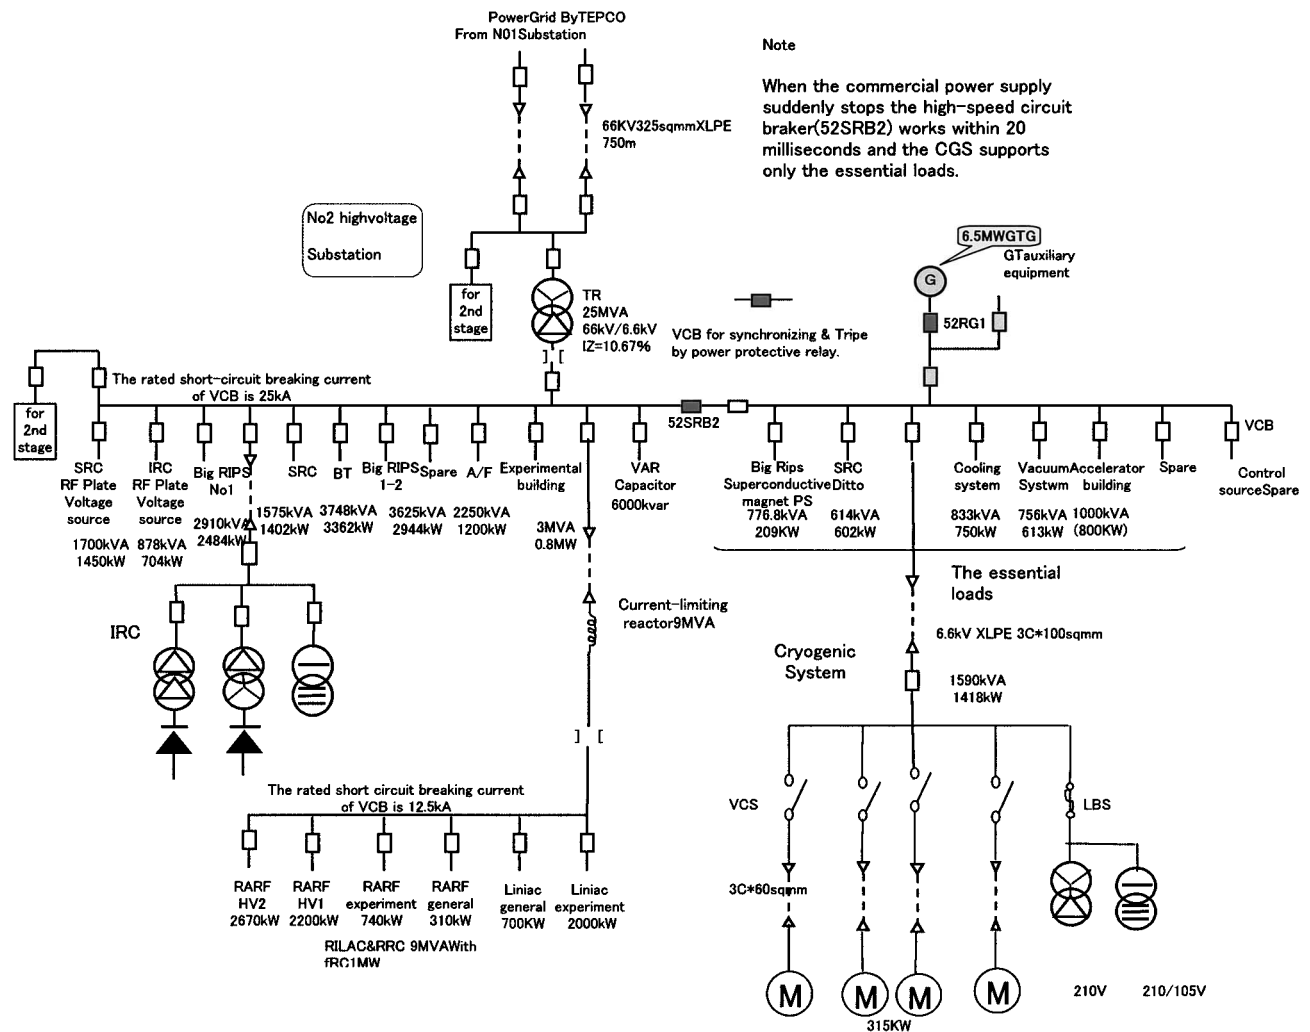 PowerGrid ByTEPCO
From N01Substation
66KV325sqmmXLPE
750m
Note
When the commercial power supply
suddenly stops the high-speed circuit
braker(52SRB2) works within 20
milliseconds and the CGS supports
only the essential loads.
No2 highvoltage
Substation
for
2nd
stage
TR
25MVA
66kV/6.6kV
IZ=10.67%
VCB for synchronizing & Tripe
by power protective relay.
6.5MWGTG
G
GTauxiliary
equipment
52RG1
The rated short-circuit breaking current
of VCB is 25kA
for
2nd
stage
52SRB2
VCB
SRC
RF Plate
Voltage
source
1700kVA
1450kW
IRC
RF Plate
Voltage
source
878kVA
704kW
Big RIPS
No1
2910kVA
2484kW
SRC
1575kVA
1402kW
BT
3748kVA
3362kW
Big RIPS
1-2
3625kVA
2944kW
Spare
A/F
2250kVA
1200kW
Experimental
building
3MVA
0.8MW
VAR
Capacitor
6000kvar
Big Rips
Superconductive
magnet PS
776.8kVA
209KW
SRC
Ditto
614kVA
602kW
Cooling
system
833kVA
750kW
Vacuum
Systwm
756kVA
613kW
Accelerator
building
1000kVA
(800KW)
Spare
Control
sourceSpare
The essential
loads
IRC
Current-limiting
reactor9MVA
6.6kV XLPE 3C*100sqmm
Cryogenic
System
1590kVA
1418kW
The rated short circuit breaking current
of VCB is 12.5kA
VCS
LBS
RARF
HV2
2670kW
RARF
HV1
2200kW
RARF
experiment
740kW
RARF
general
310kW
Liniac
general
700KW
Liniac
experiment
2000kW
RILAC&RRC 9MVAWith
fRC1MW
3C*60sqmm
M
M
M
M
315KW
210V
210/105V